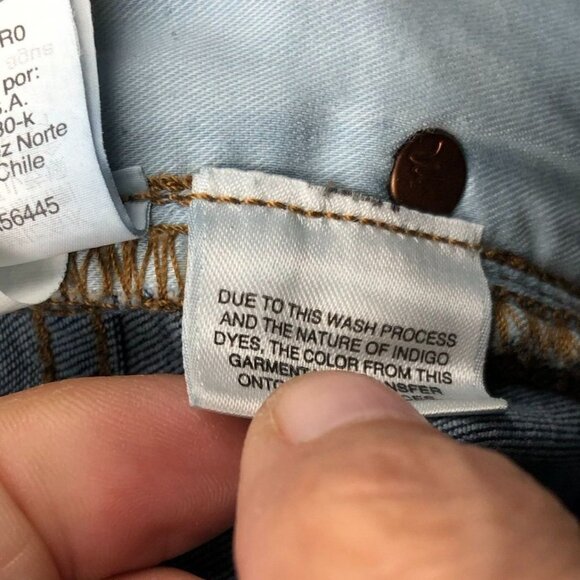 R0
por:
.A.
30-k
z Norte
Chile
56445
DUE TO THIS WASH PROCESS
AND THE NATURE OF INDIGO
DYES, THE COLOR FROM THIS
GARMENT
ONTO